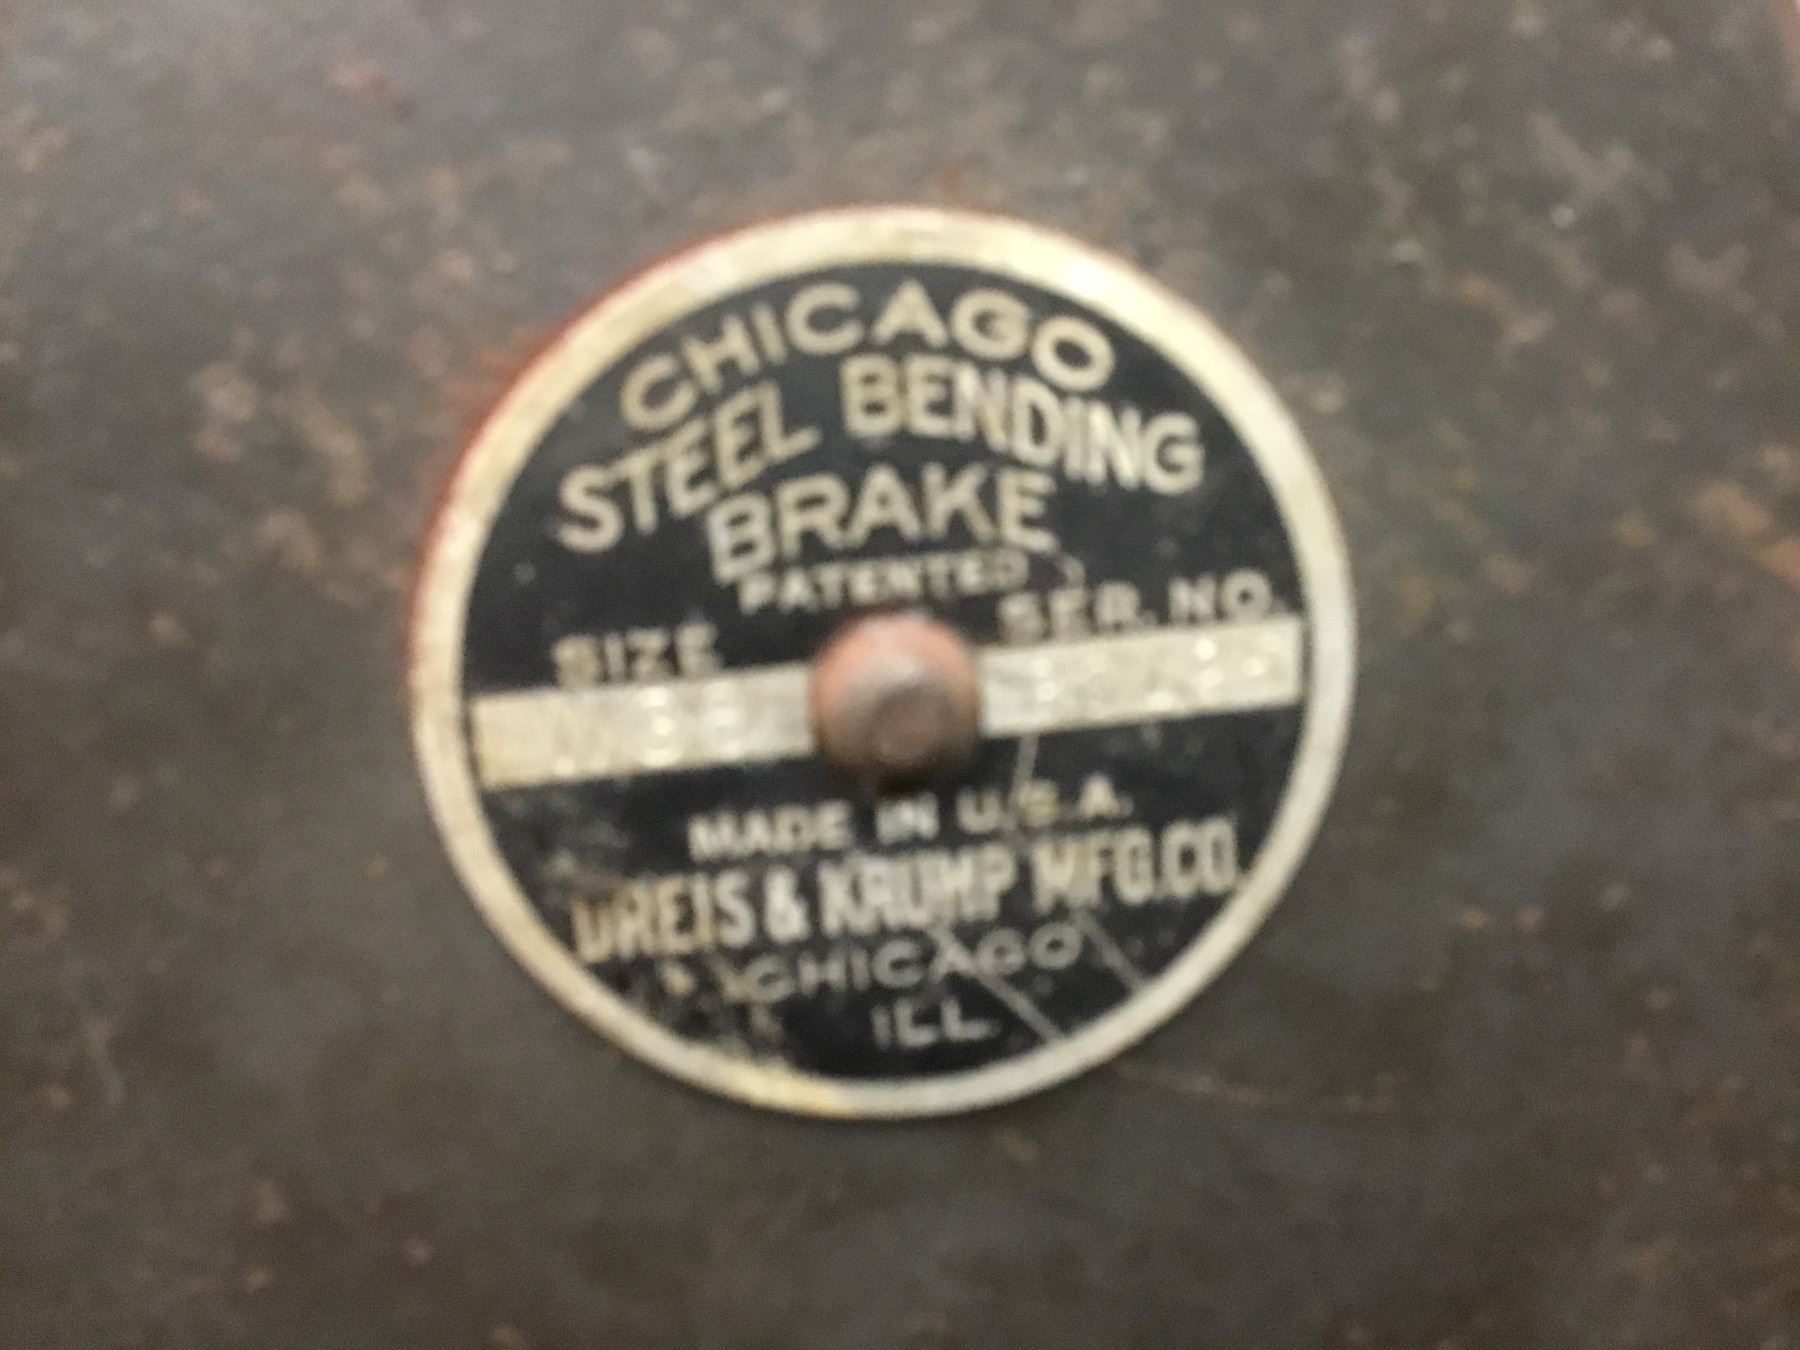 CHICAGO
STEEL BENDING
BRAKE
PATENTED
SIZE
SER. NO.
MADE IN U.S.A.
DREIS & KRUMP MFG.CO.
CHICAGO
ILL.